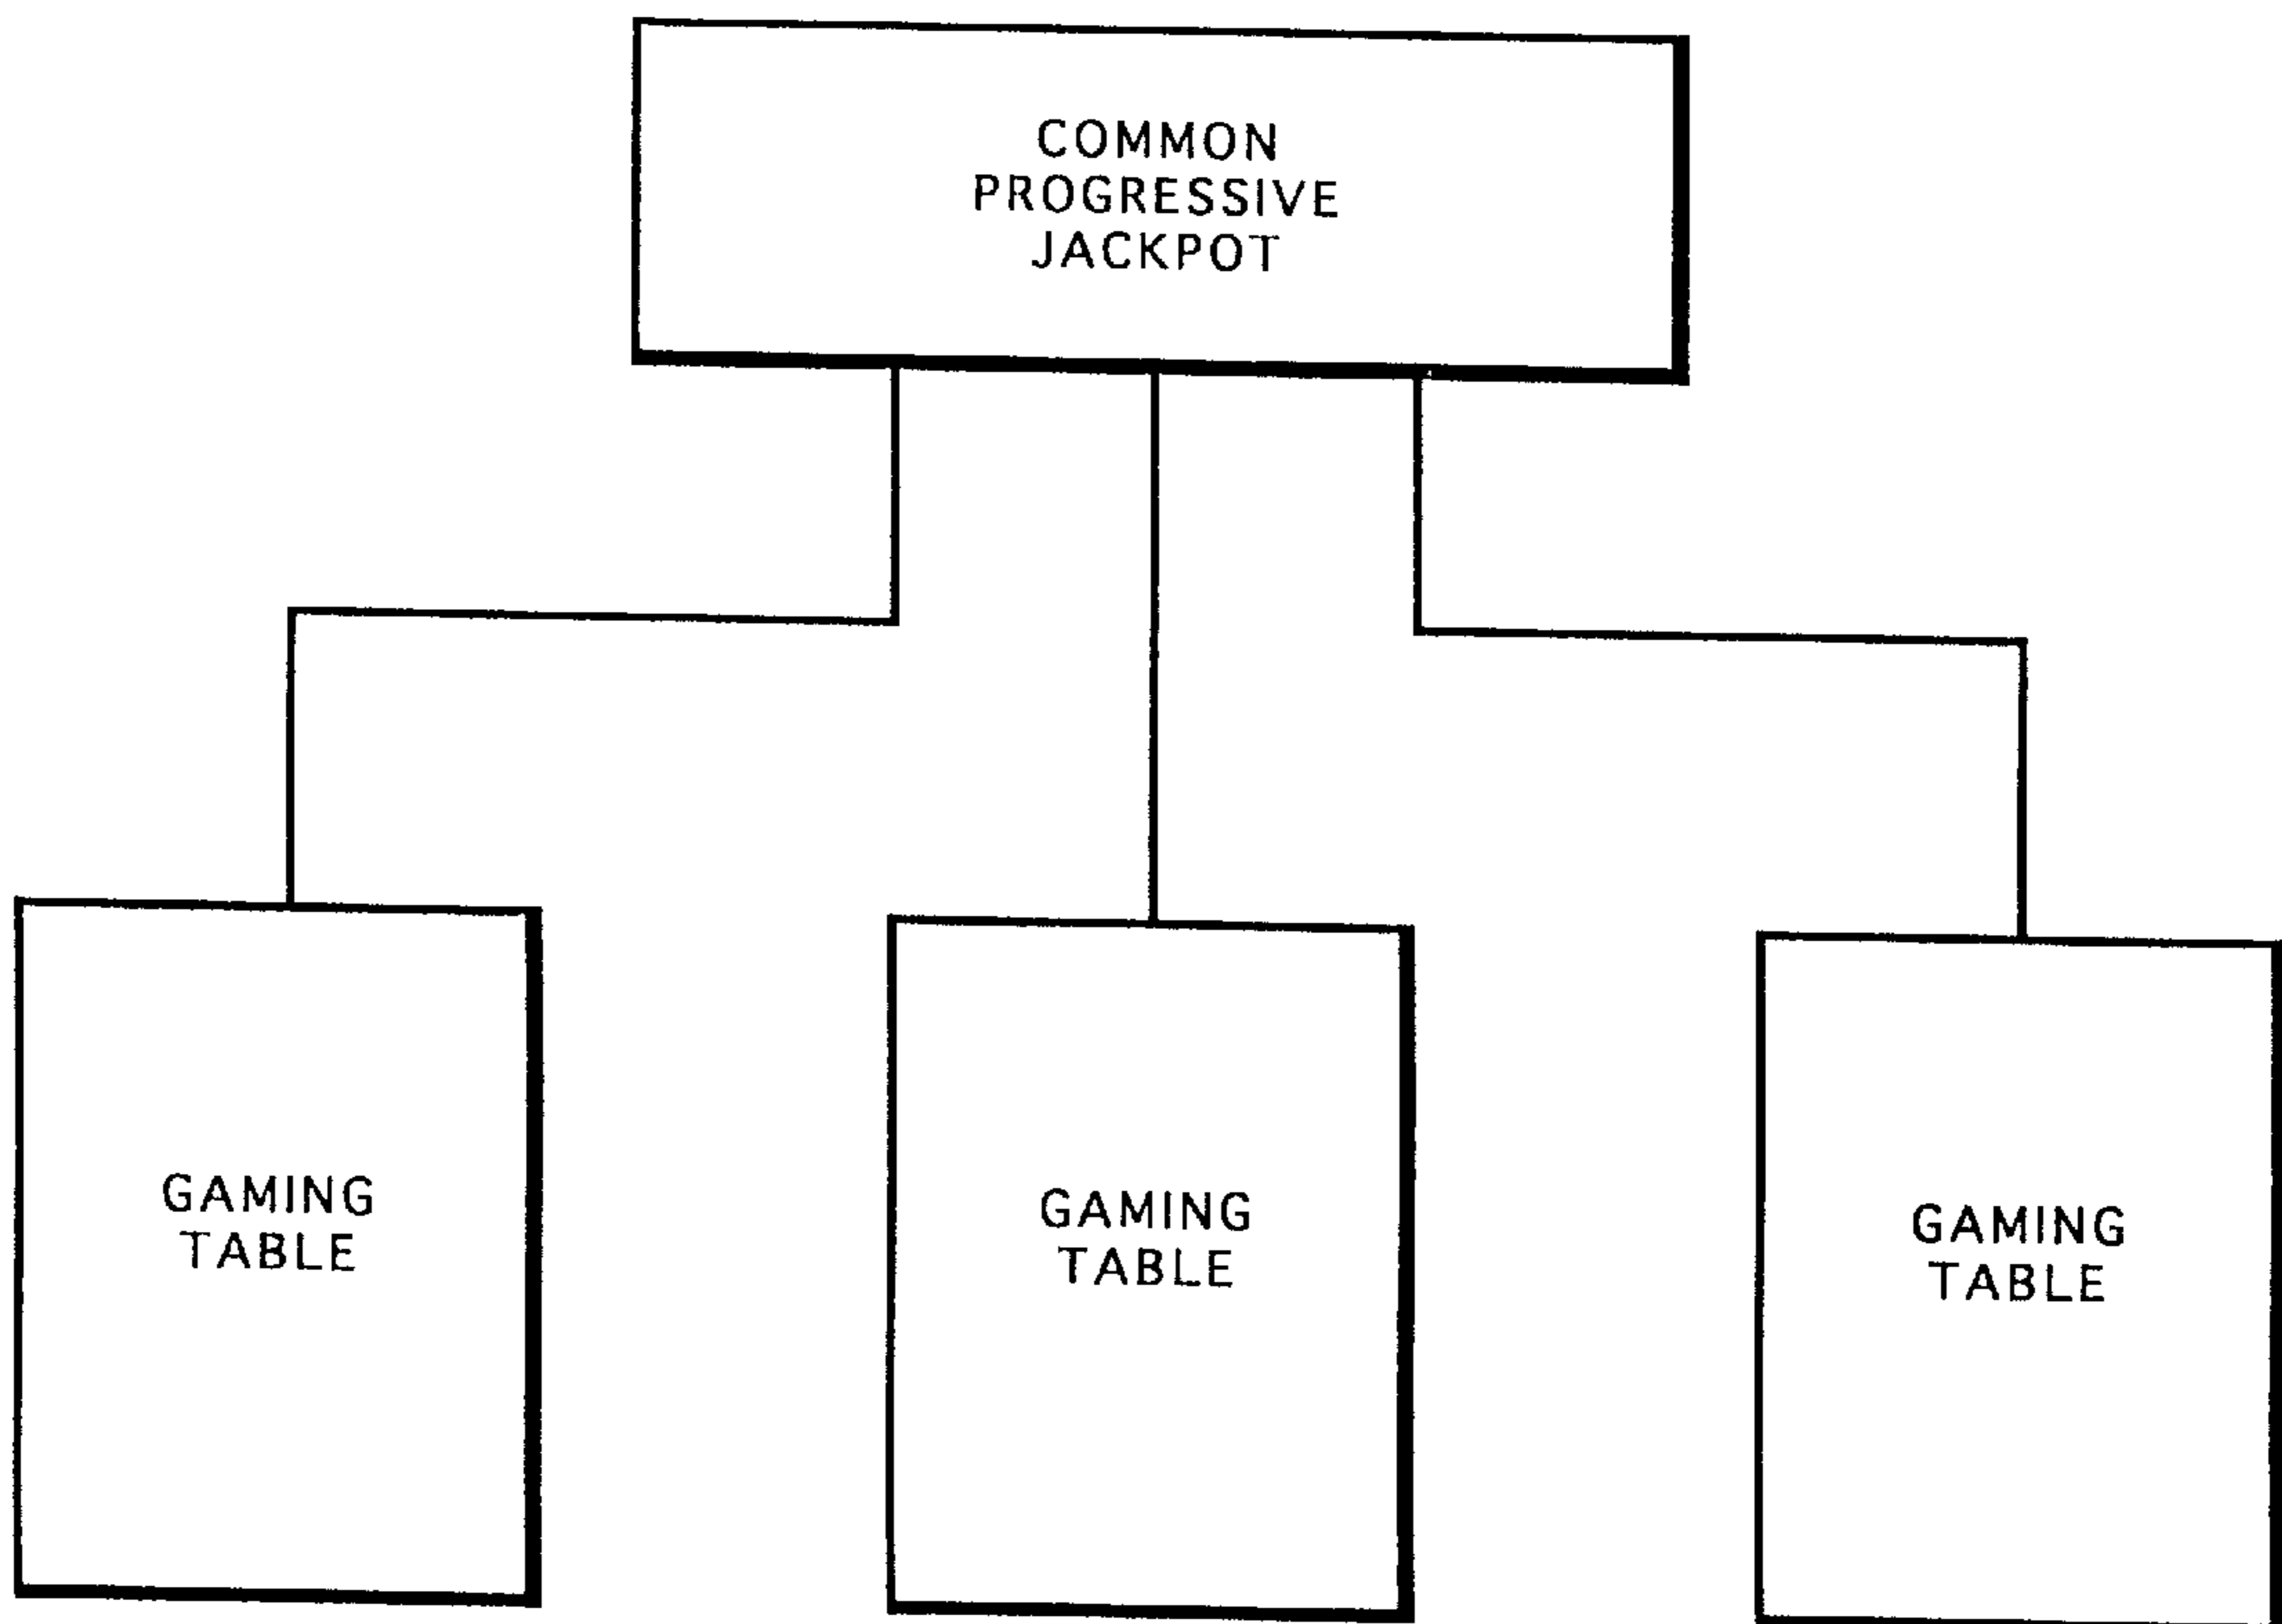 COMMON
PROGRESSIVE
JACKPOT
GAMING
TABLE
GAMING
TABLE
GAMING
TABLE